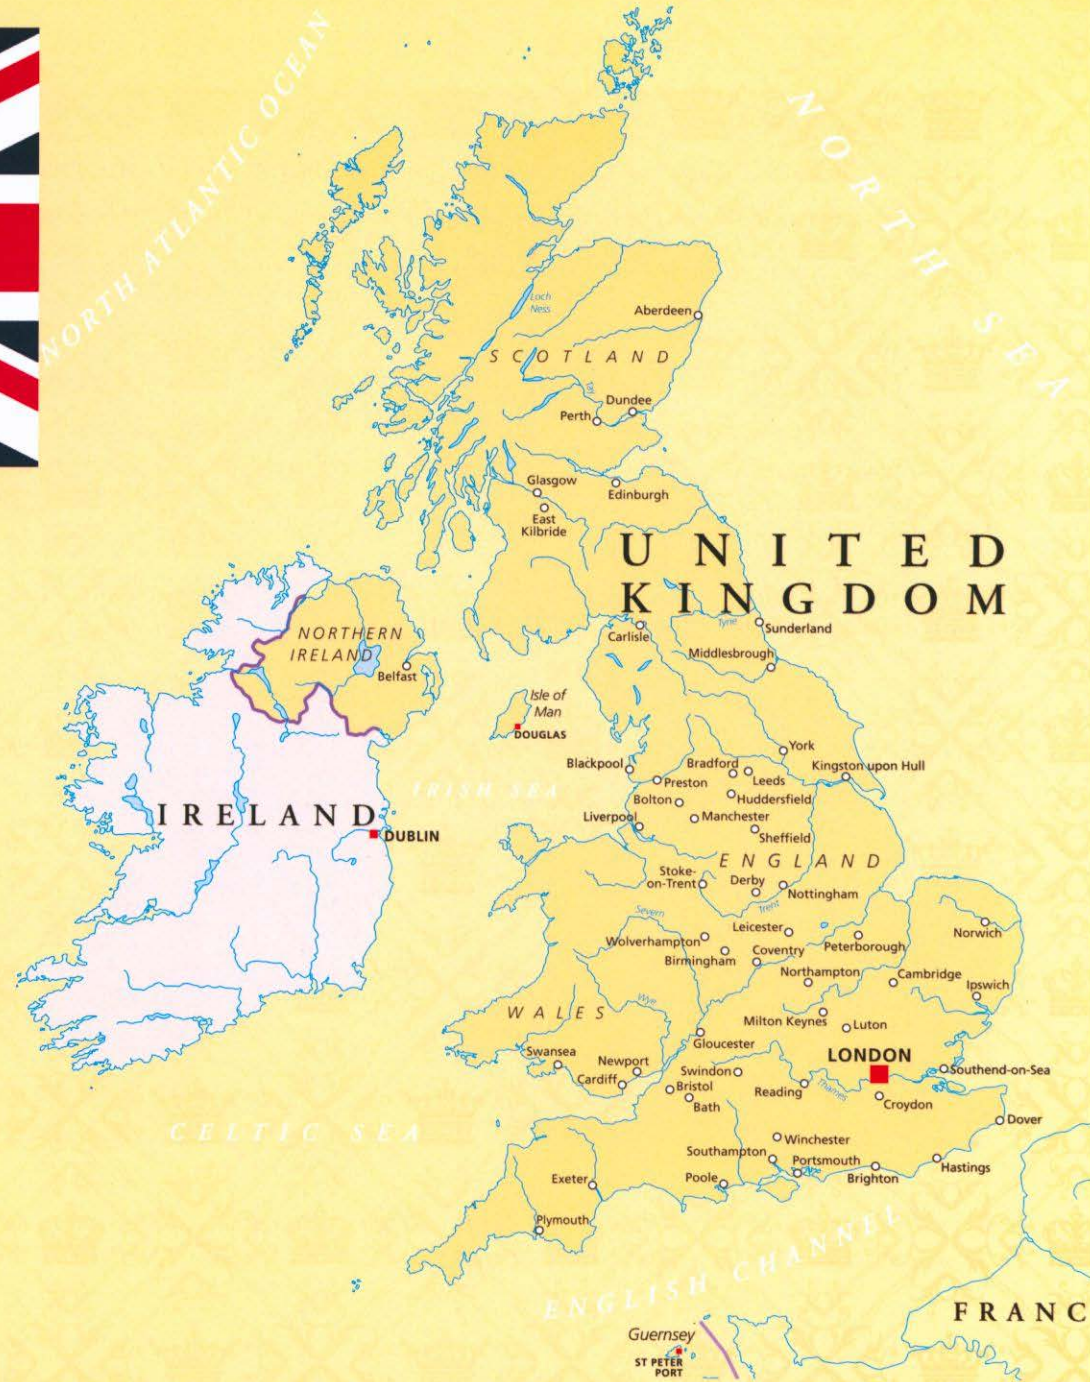 NORTH ATLANTIC OCEAN
NORTH SEA
Loch
Ness
Aberdeen
SCOTLAND
Tay
Dundee
Perth
Glasgow
Edinburgh
East
Kilbride
UNITED
KINGDOM
Tyne
Sunderland
Carlisle
NORTHERN
IRELAND
Belfast
Middlesbrough
Isle of
Man
DOUGLAS
York
Blackpool
Bradford
Kingston upon Hull
Preston
Leeds
IRISH SEA
Bolton
Huddersfield
IRELAND
Liverpool
Manchester
DUBLIN
Sheffield
ENGLAND
Stoke-
on-Trent
Derby
Nottingham
Severn
Trent
Leicester
Norwich
Wolverhampton
Peterborough
Birmingham
Coventry
Northampton
Cambridge
Ipswich
Wye
WALES
Milton Keynes
Luton
Gloucester
Swansea
LONDON
Newport
Swindon
Southend-on-Sea
Cardiff
Bristol
Reading
Thames
Bath
Croydon
Dover
CELTIC SEA
Winchester
Southampton
Portsmouth
Hastings
Exeter
Poole
Brighton
Plymouth
ENGLISH CHANNEL
FRANC
Guernsey
ST PETER
PORT